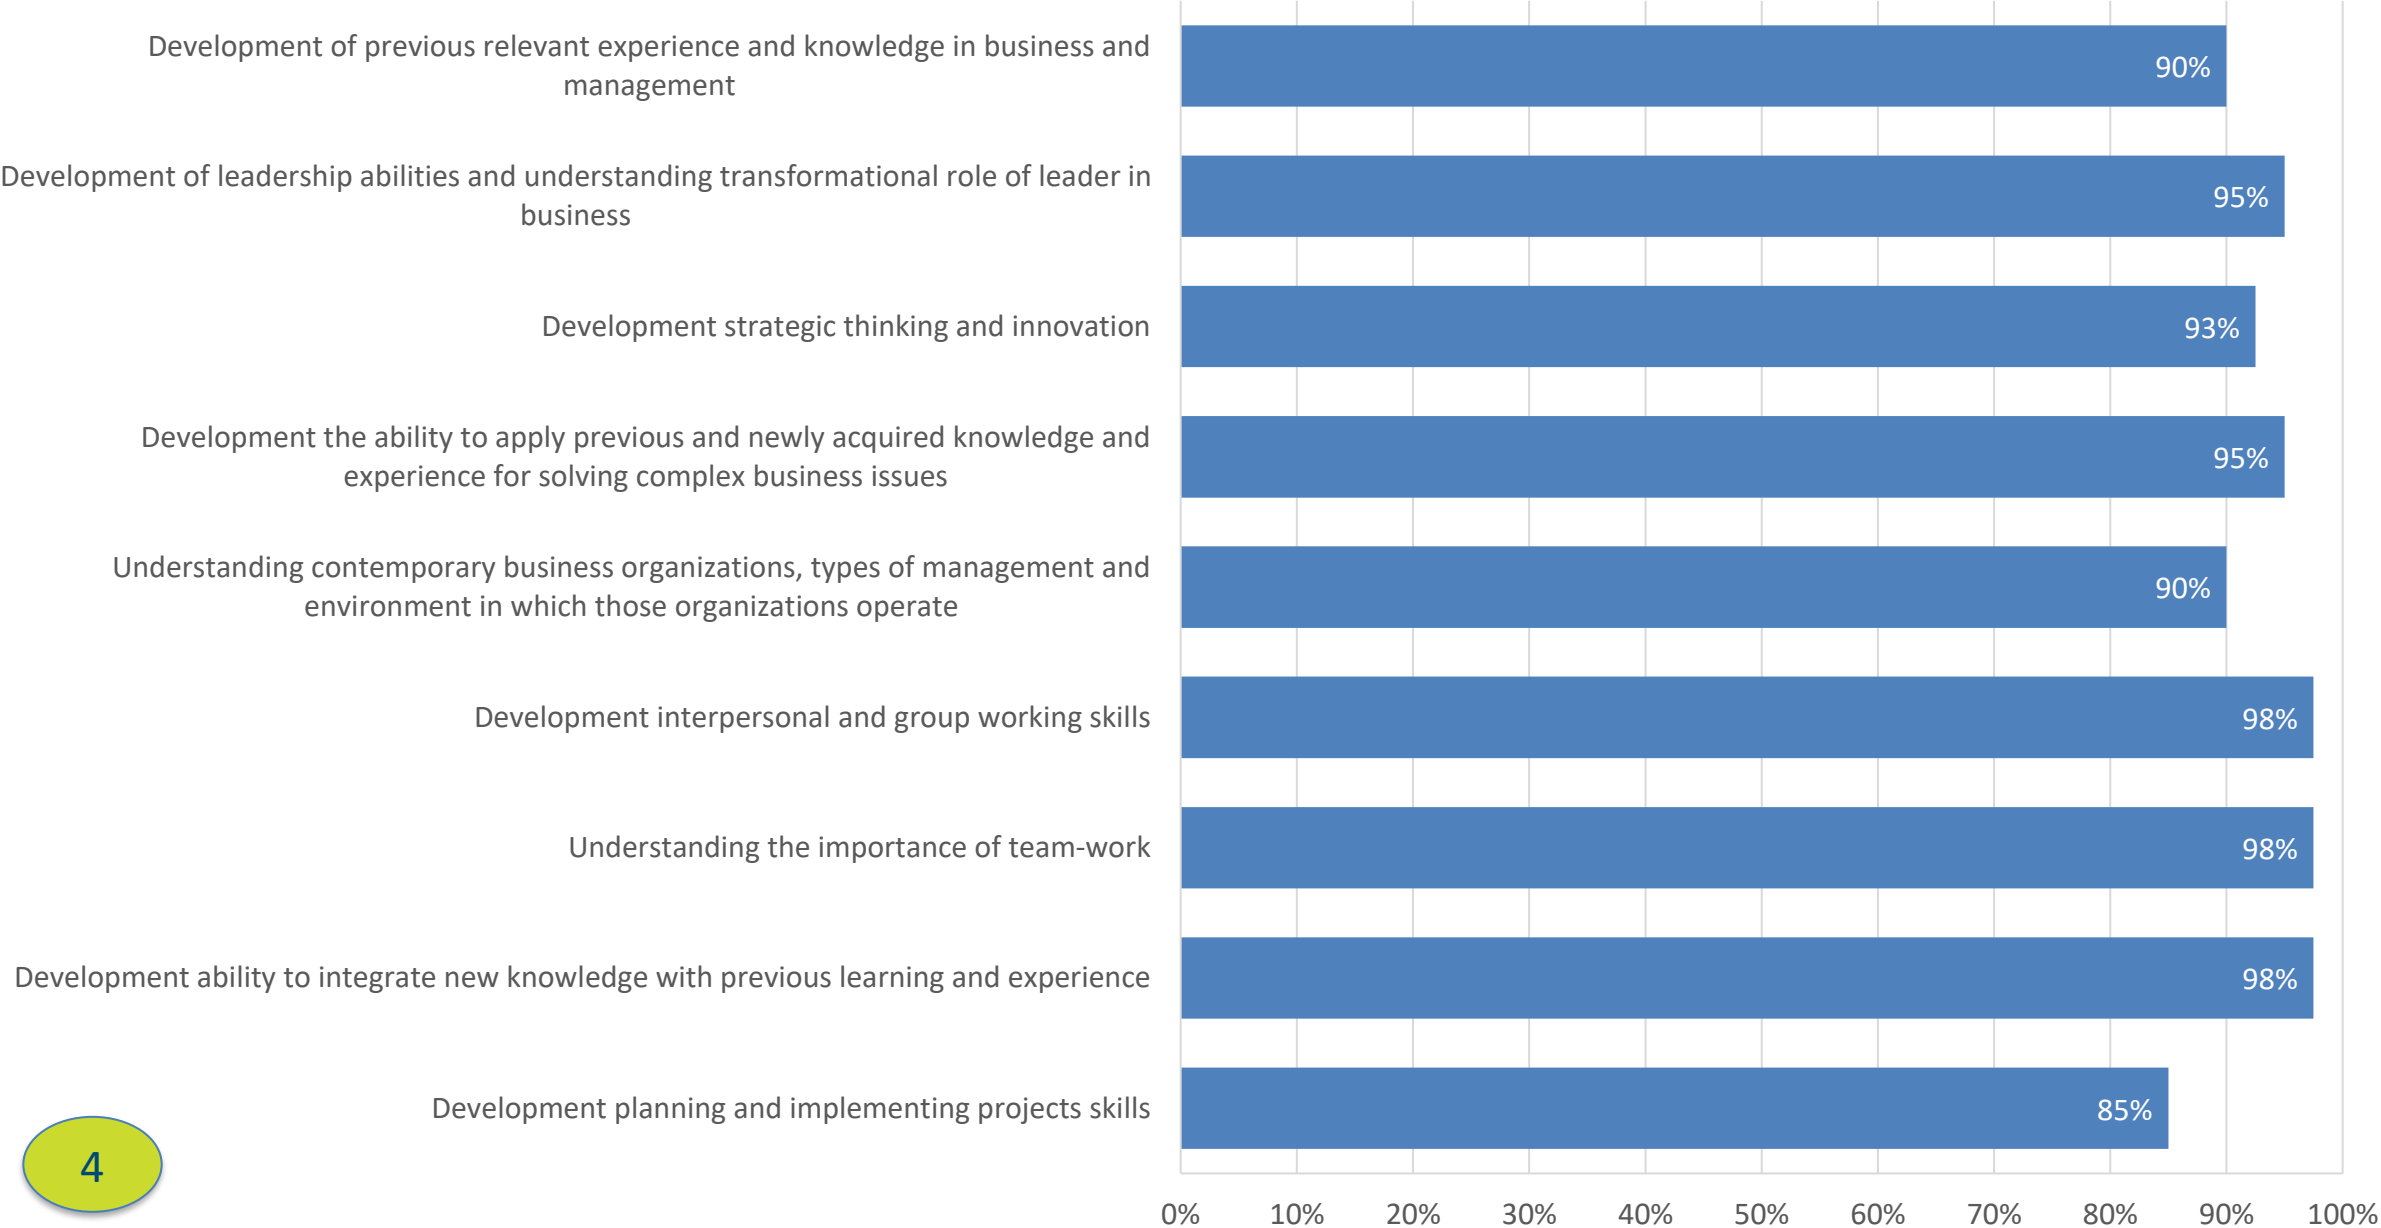 Development of previous relevant experience and knowledge in business and
management
90%
Development of leadership abilities and understanding transformational role of leader in
business
95%
Development strategic thinking and innovation
93%
Development the ability to apply previous and newly acquired knowledge and
experience for solving complex business issues
95%
Understanding contemporary business organizations, types of management and
environment in which those organizations operate
90%
Development interpersonal and group working skills
98%
Understanding the importance of team-work
98%
Development ability to integrate new knowledge with previous learning and experience
98%
Development planning and implementing projects skills
85%
4
0% 10% 20% 30% 40% 50% 60% 70% 80% 90% 100%